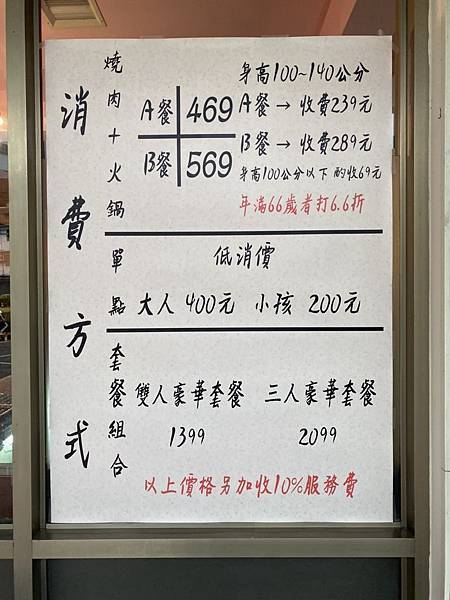 消費方式
燒肉+火鍋
A餐 469
B餐 569
身高100~140公分
A餐 → 收費239元
B餐 → 收費289元
身高100公分以下 酌收69元
年滿66歲者打6.6折
單點
低消價
大人 400元 小孩 200元
套餐組合
雙人豪華套餐 三人豪華套餐
1399 2099
以上價格另加收10%服務費